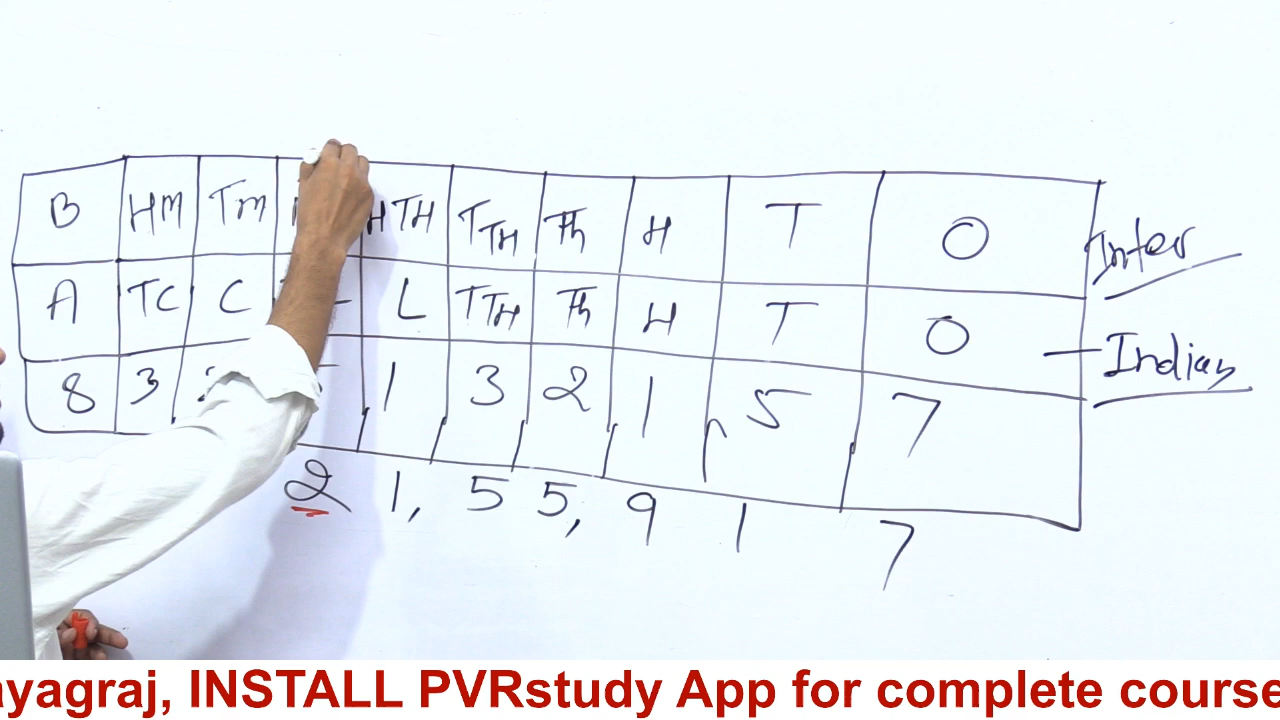 B HM Tm HTH TTH Th H T O Inter
A TC C L TTH Th H T O — Indian
8 3 1 3 2 1 5 7
2 1, 5 5, 9 1 7
ayagraj, INSTALL PVRstudy App for complete course